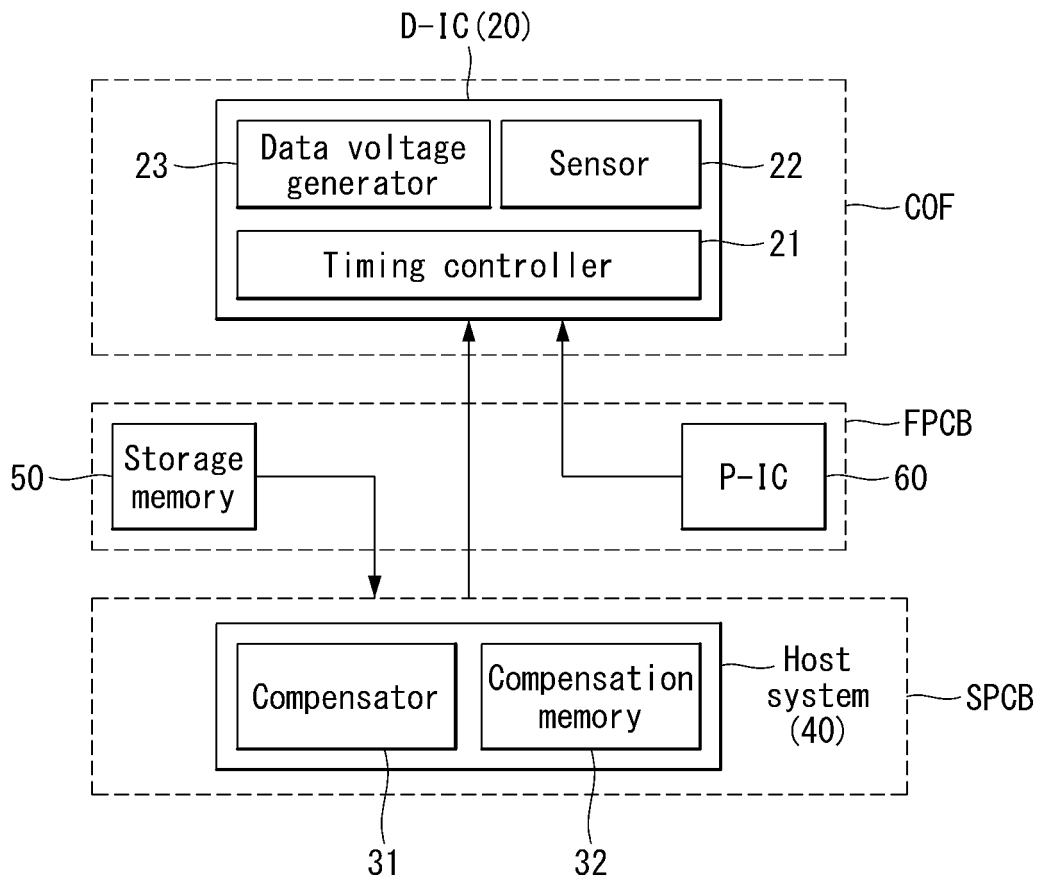 D-IC(20)
23
Data voltage
generator
Sensor
22
COF
21
Timing controller
FPCB
50
Storage
memory
P-IC
60
Compensator
Compensation
memory
Host
system
(40)
SPCB
31
32